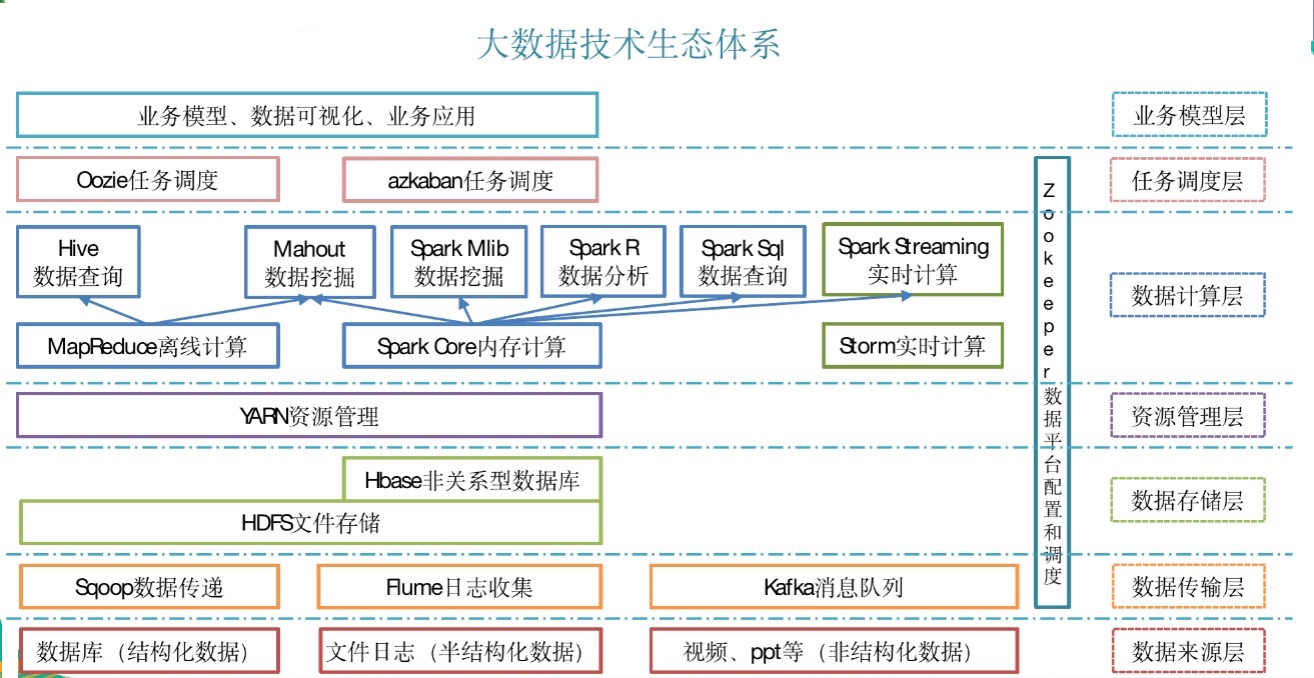 大数据技术生态体系
业务模型、数据可视化、业务应用
业务模型层
Oozie任务调度
azkaban任务调度
任务调度层
Hive
数据查询
Mahout
数据挖掘
Spark Mlib
数据挖掘
Spark R
数据分析
Spark Sql
数据查询
Spark Streaming
实时计算
数据计算层
MapReduce离线计算
Spark Core内存计算
Storm实时计算
Zookeeper数据平台配置和调度
YARN资源管理
资源管理层
Hbase非关系型数据库
HDFS文件存储
数据存储层
Sqoop数据传递
Flume日志收集
Kafka消息队列
数据传输层
数据库（结构化数据）
文件日志（半结构化数据）
视频、ppt等（非结构化数据）
数据来源层